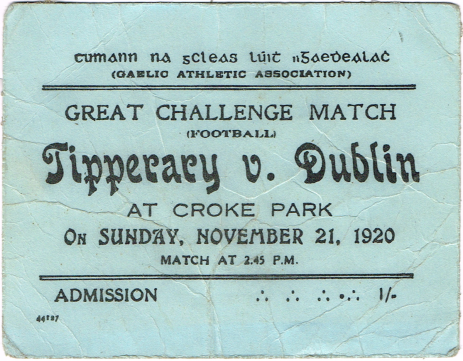 cumann na gcleas lúit ngaedealac
(GAELIC ATHLETIC ASSOCIATION)
GREAT CHALLENGE MATCH
(FOOTBALL)
Tipperary v. Dublin
AT CROKE PARK
ON SUNDAY, NOVEMBER 21, 1920
MATCH AT 2.45 P.M.
ADMISSION ∴ ∴ ∴ ∴ 1/-
44787